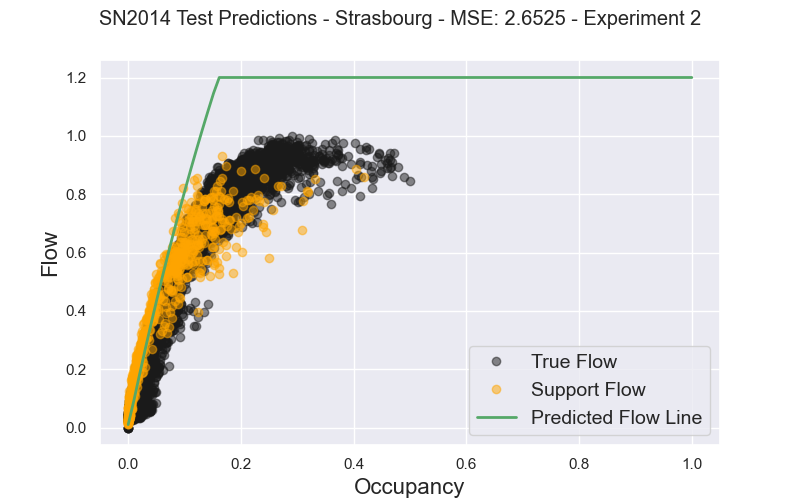 SN2014 Test Predictions - Strasbourg - MSE: 2.6525 - Experiment 2
1.2
1.0
0.8
0.6
0.4
0.2
0.0
Flow
True Flow
Support Flow
Predicted Flow Line
0.0 0.2 0.4 0.6 0.8 1.0
Occupancy